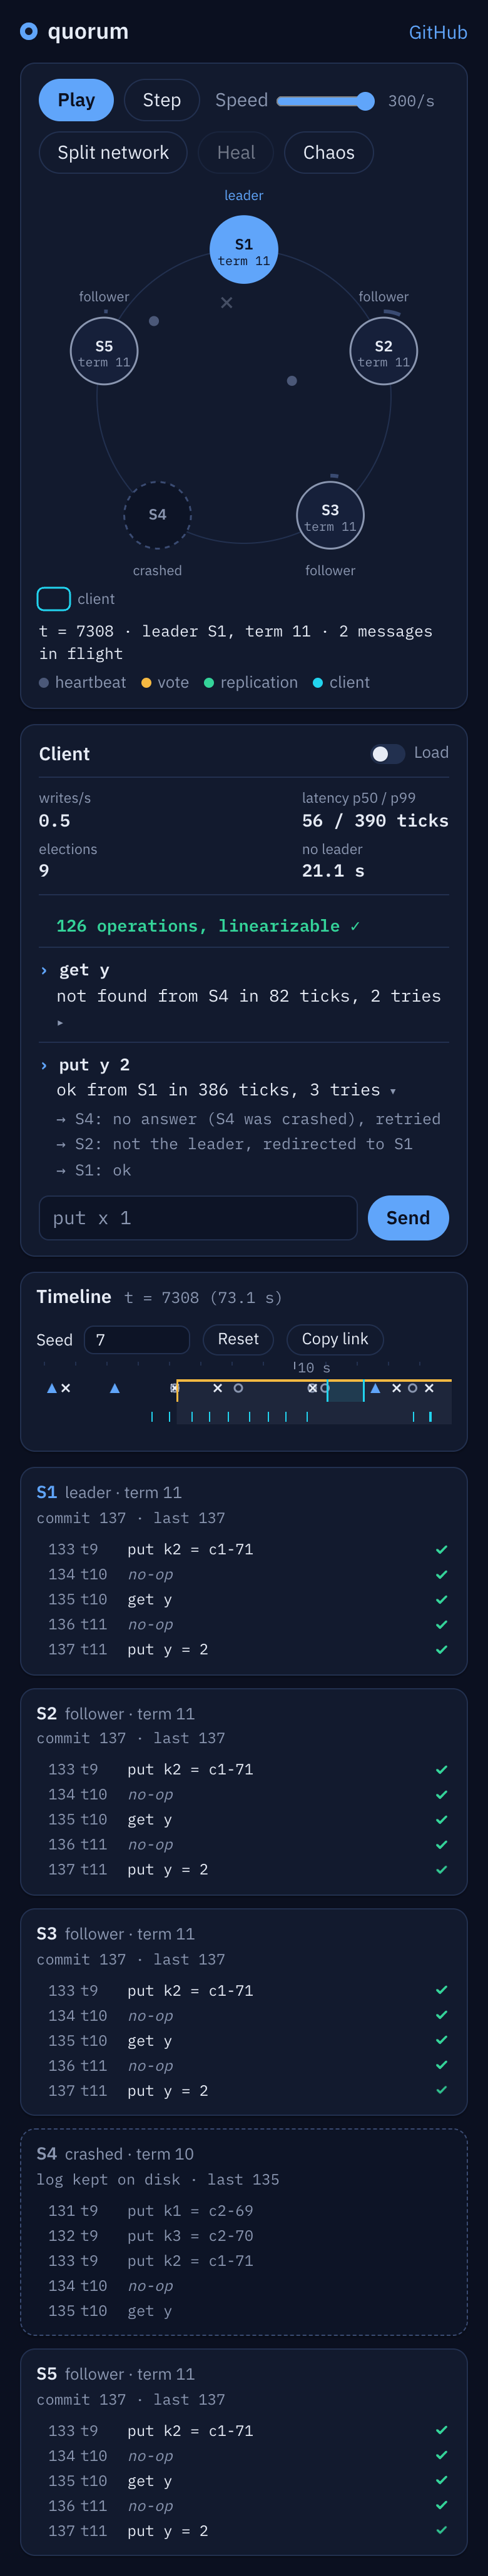 quorum
GitHub
Play
Step
Speed
300/s
Split network
Heal
Chaos
leader
S1
term 11
follower
follower
S5
term 11
S2
term 11
S4
S3
term 11
crashed
follower
client
t = 7308 · leader S1, term 11 · 2 messages
in flight
heartbeat
vote
replication
client
Client
Load
writes/s
latency p50 / p99
0.5
56 / 390 ticks
elections
no leader
9
21.1 s
126 operations, linearizable ✓
› get y
not found from S4 in 82 ticks, 2 tries
▸
› put y 2
ok from S1 in 386 ticks, 3 tries ▾
→ S4: no answer (S4 was crashed), retried
→ S2: not the leader, redirected to S1
→ S1: ok
put x 1
Send
Timeline t = 7308 (73.1 s)
Seed
7
Reset
Copy link
10 s
S1 leader · term 11
commit 137 · last 137
133 t9 put k2 = c1-71 ✓
134 t10 no-op ✓
135 t10 get y ✓
136 t11 no-op ✓
137 t11 put y = 2 ✓
S2 follower · term 11
commit 137 · last 137
133 t9 put k2 = c1-71 ✓
134 t10 no-op ✓
135 t10 get y ✓
136 t11 no-op ✓
137 t11 put y = 2 ✓
S3 follower · term 11
commit 137 · last 137
133 t9 put k2 = c1-71 ✓
134 t10 no-op ✓
135 t10 get y ✓
136 t11 no-op ✓
137 t11 put y = 2 ✓
S4 crashed · term 10
log kept on disk · last 135
131 t9 put k1 = c2-69
132 t9 put k3 = c2-70
133 t9 put k2 = c1-71
134 t10 no-op
135 t10 get y
S5 follower · term 11
commit 137 · last 137
133 t9 put k2 = c1-71 ✓
134 t10 no-op ✓
135 t10 get y ✓
136 t11 no-op ✓
137 t11 put y = 2 ✓